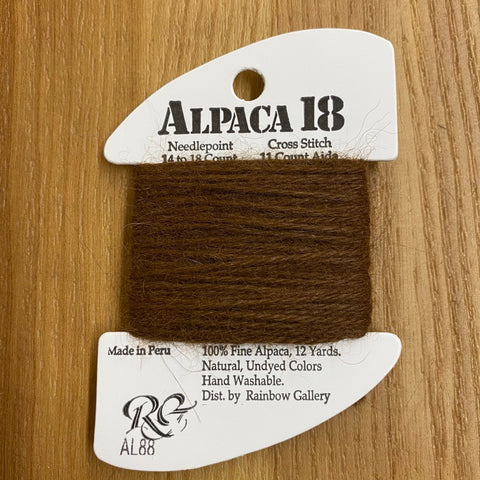 ALPACA 18
Needlepoint Cross Stitch
14 to 18 Count 11 Count Aida
Made in Peru 100% Fine Alpaca, 12 Yards.
Natural, Undyed Colors
Hand Washable.
Dist. by Rainbow Gallery
RG
AL88